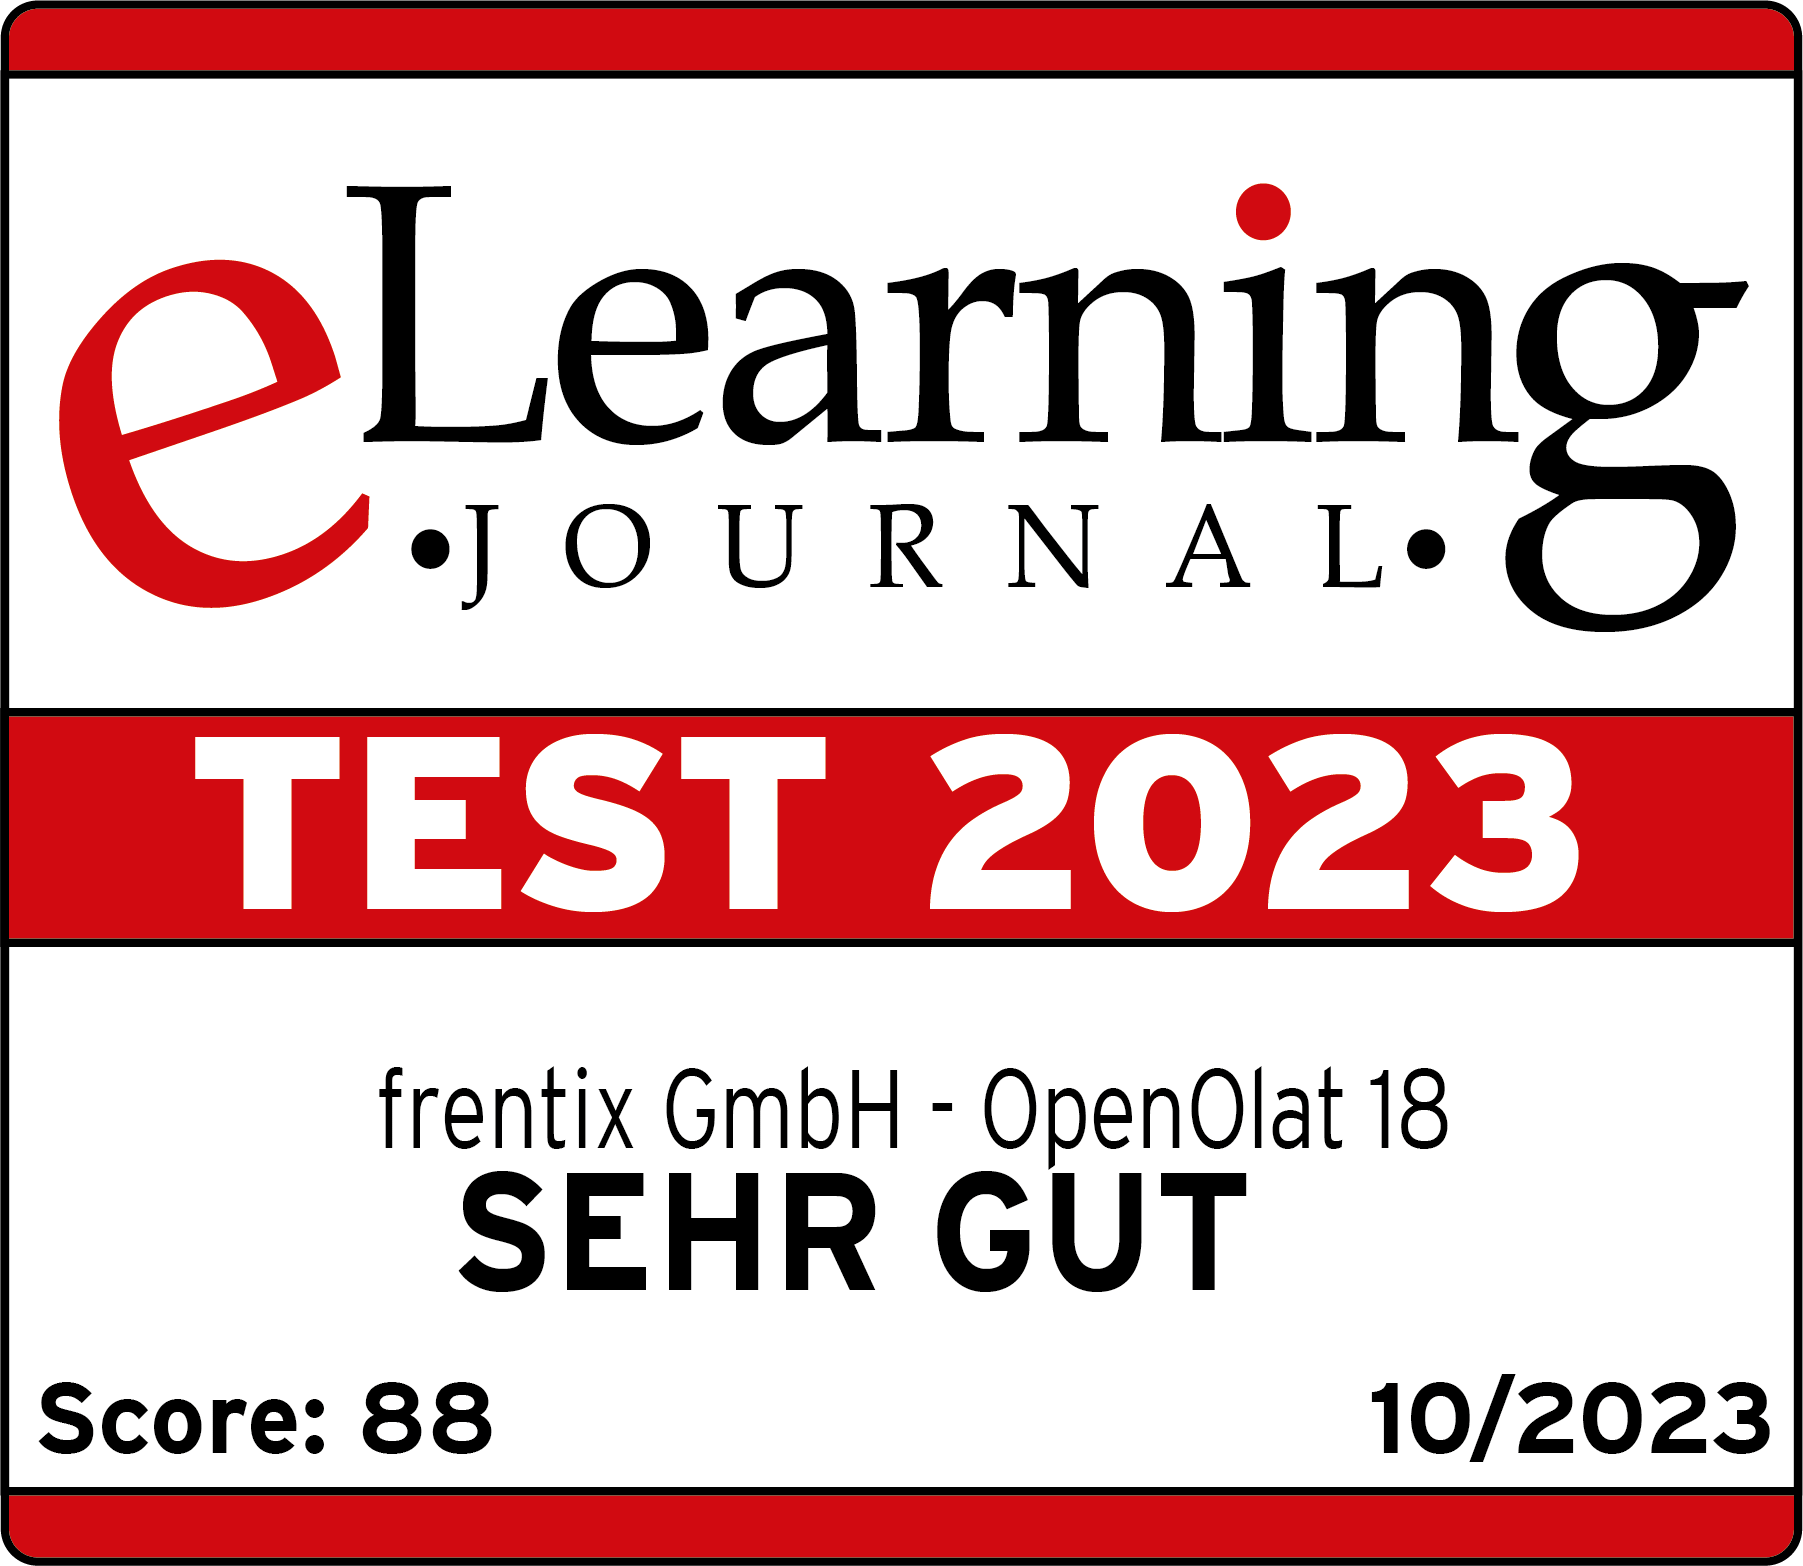 eLearning
•JOURNAL•
TEST 2023
frentix GmbH - OpenOlat 18
SEHR GUT
Score: 88
10/2023